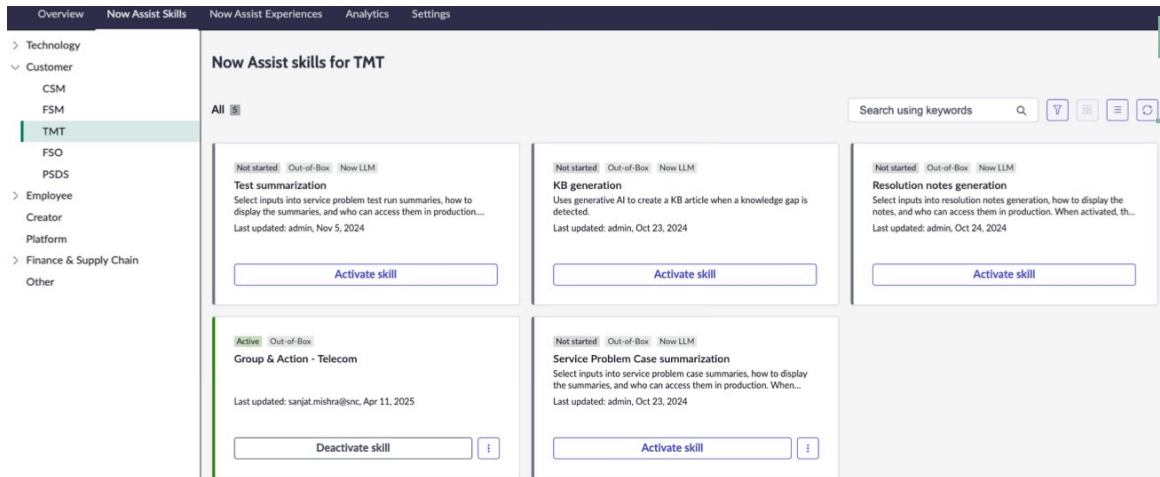 Overview Now Assist Skills Now Assist Experiences Analytics Settings
Technology
Customer
CSM
FSM
TMT
FSO
PSDS
Employee
Creator
Platform
Finance & Supply Chain
Other
Now Assist skills for TMT
All 5
Search using keywords
Not started Out-of-Box Now LLM
Test summarization
Select inputs into service problem test run summaries, how to
display the summaries, and who can access them in production....
Last updated: admin, Nov 5, 2024
Activate skill
Not started Out-of-Box Now LLM
KB generation
Uses generative AI to create a KB article when a knowledge gap is
detected.
Last updated: admin, Oct 23, 2024
Activate skill
Not started Out-of-Box Now LLM
Resolution notes generation
Select inputs into resolution notes generation, how to display the
notes, and who can access them in production. When activated, th...
Last updated: admin, Oct 24, 2024
Activate skill
Active Out-of-Box
Group & Action - Telecom
Last updated: sanjat.mishra@snc, Apr 11, 2025
Deactivate skill
Not started Out-of-Box Now LLM
Service Problem Case summarization
Select inputs into service problem case summaries, how to display
the summaries, and who can access them in production. When...
Last updated: admin, Oct 23, 2024
Activate skill